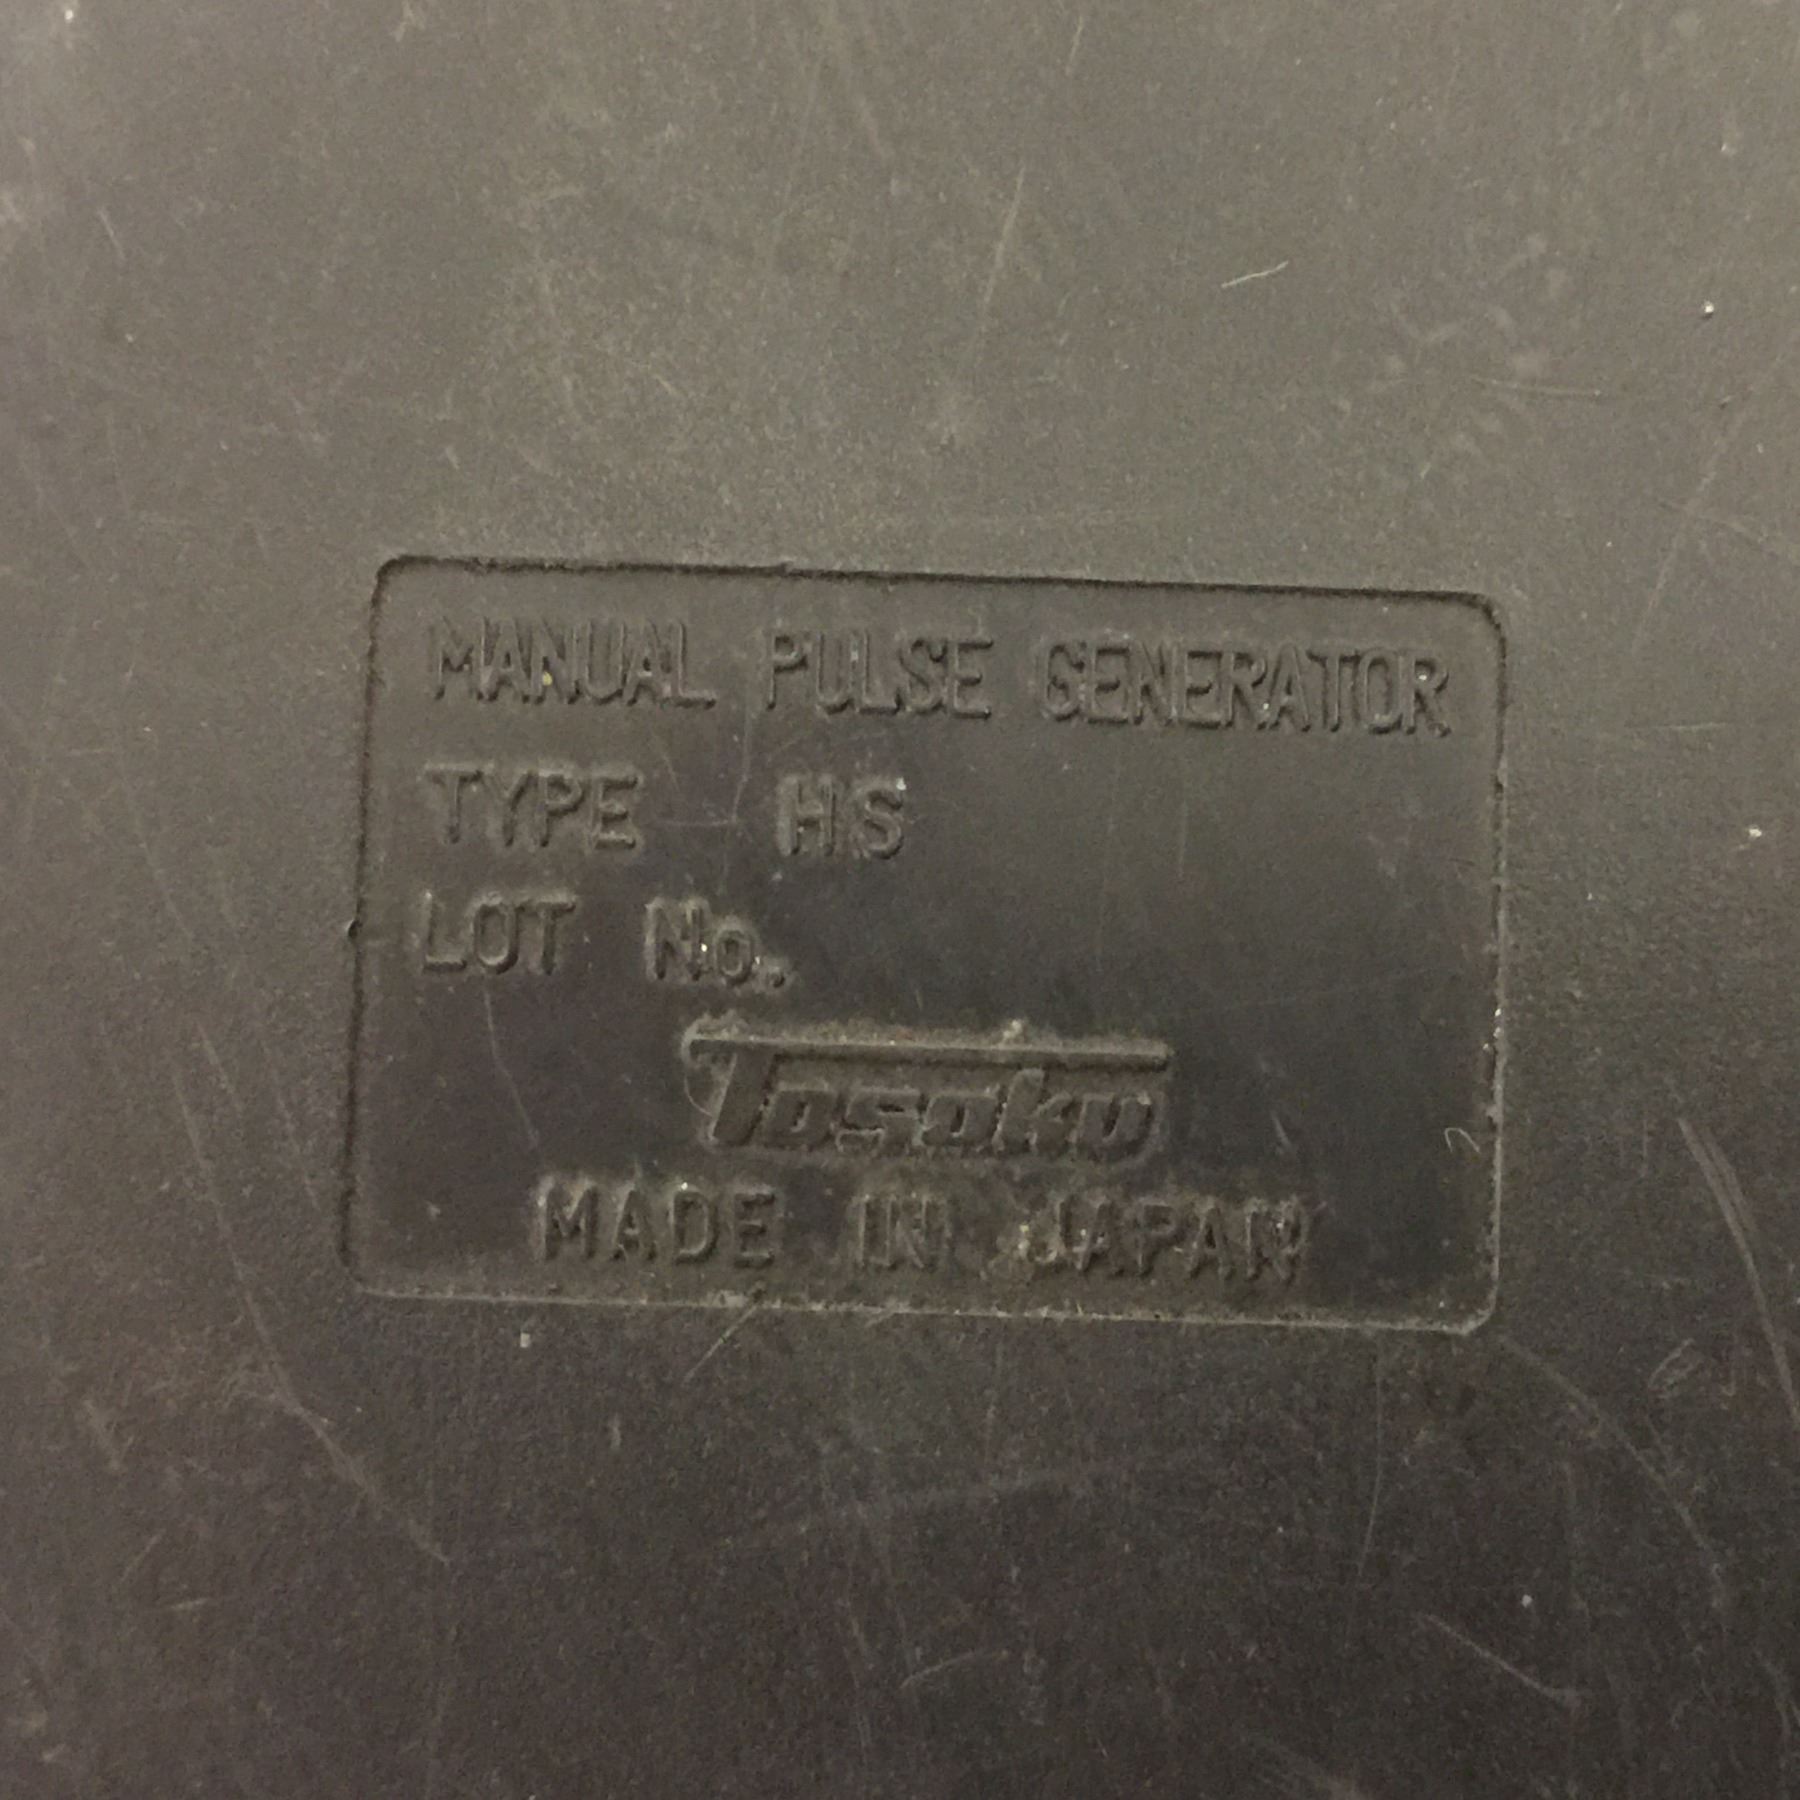 MANUAL PULSE GENERATOR
TYPE HS
LOT No.
Tosoku
MADE IN JAPAN